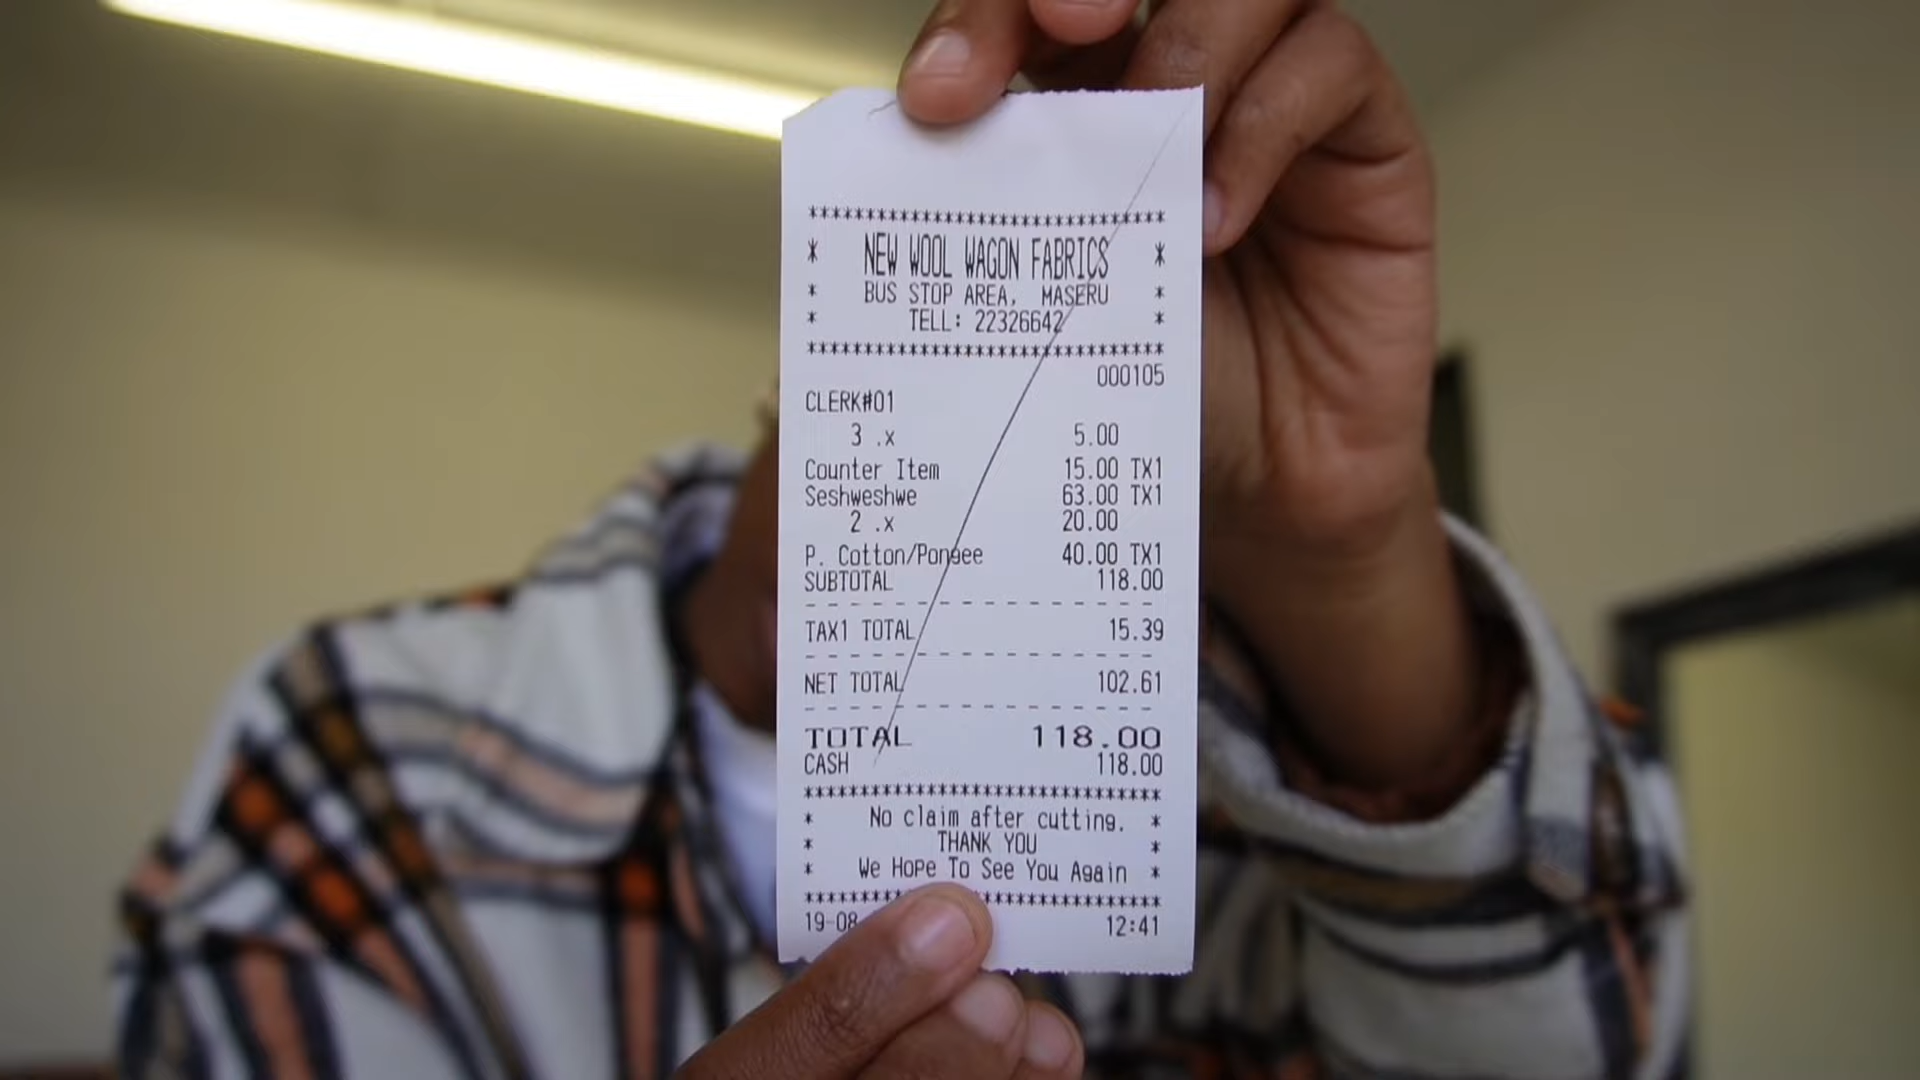 ******************************
* NEW WOOL WAGON FABRICS *
* BUS STOP AREA, MASERU *
* TELL: 22326642 *
******************************
000105
CLERK#01
3 .x 5.00
Counter Item 15.00 TX1
Seshweshwe 63.00 TX1
2 .x 20.00
P. Cotton/Pongee 40.00 TX1
SUBTOTAL 118.00
TAX1 TOTAL 15.39
NET TOTAL 102.61
TOTAL 118.00
CASH 118.00
******************************
* No claim after cutting. *
* THANK YOU *
* We Hope To See You Again *
******************************
19-08 12:41